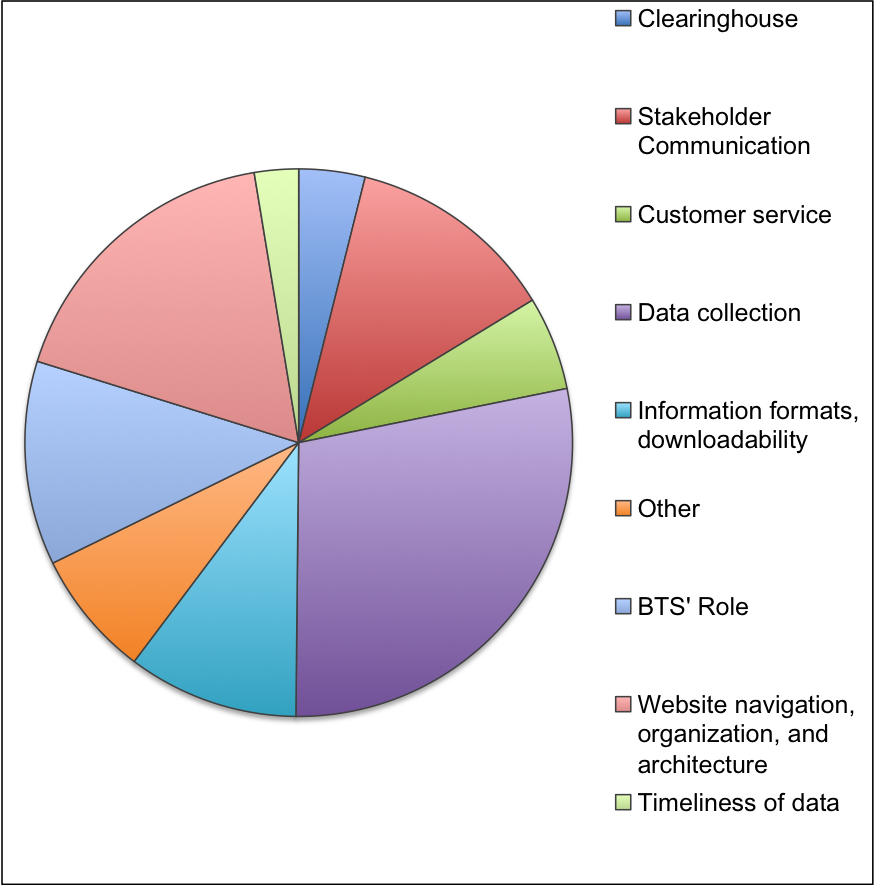 Clearinghouse
Stakeholder
Communication
Customer service
Data collection
Information formats,
downloadability
Other
BTS' Role
Website navigation,
organization, and
architecture
Timeliness of data